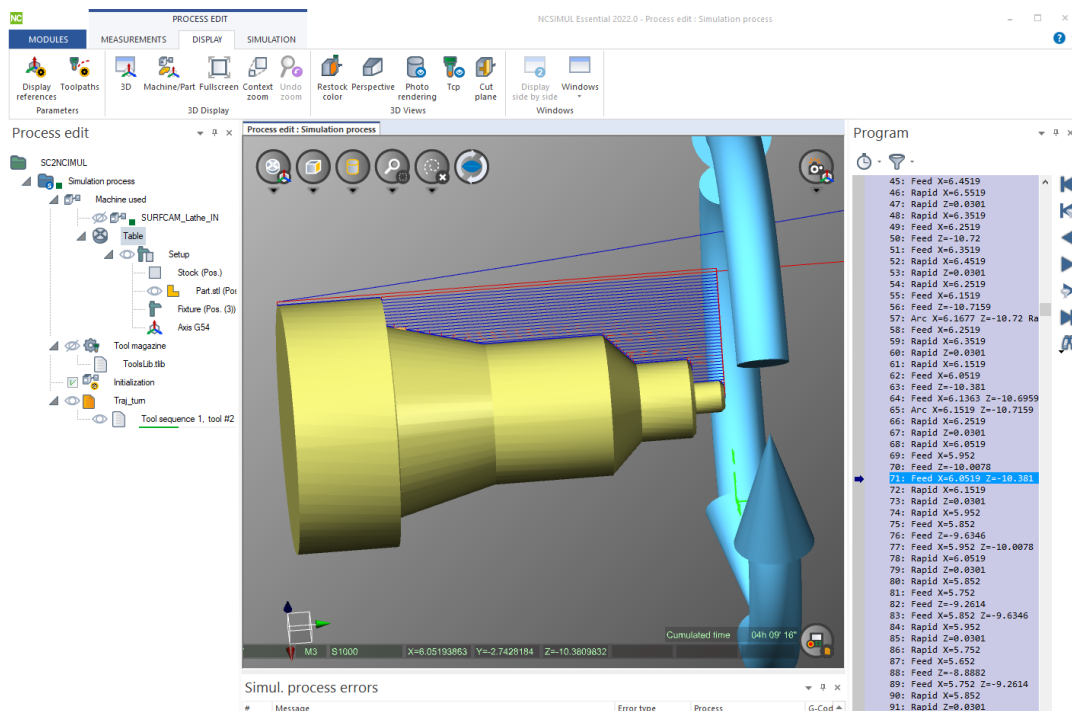 NC
PROCESS EDIT
NCSIMUL Essential 2022.0 - Process edit : Simulation process
MODULES MEASUREMENTS DISPLAY SIMULATION
Display references
Toolpaths
3D
Machine/Part
Fullscreen
Context zoom
Undo zoom
Restock color
Perspective
Photo rendering
Tcp
Cut plane
Display side by side
Windows
Parameters
3D Display
3D Views
Windows
Process edit
SC2NCIMUL
Simulation process
Machine used
SURFCAM_Lathe_IN
Table
Setup
Stock (Pos.)
Part.stl (Pos
Fixture (Pos. (3))
Axis G54
Tool magazine
ToolsLib.tlib
Initialization
Traj_turn
Tool sequence 1, tool #2
Process edit : Simulation process
Cumulated time 04h 09' 16"
M3 S1000 X=6.05193863 Y=-2.7428184 Z=-10.3809832
Simul. process errors
# Message Error type Process G-Cod
Program
45: Feed X=6.4519
46: Rapid X=6.5519
47: Rapid Z=0.0301
48: Rapid X=6.3519
49: Feed X=6.2519
50: Feed Z=-10.72
51: Feed X=6.3519
52: Rapid X=6.4519
53: Rapid Z=0.0301
54: Rapid X=6.2519
55: Feed X=6.1519
56: Feed Z=-10.7159
57: Arc X=6.1677 Z=-10.72 Ra
58: Feed X=6.2519
59: Rapid X=6.3519
60: Rapid Z=0.0301
61: Rapid X=6.1519
62: Feed X=6.0519
63: Feed Z=-10.381
64: Feed X=6.1363 Z=-10.6959
65: Arc X=6.1519 Z=-10.7159
66: Rapid X=6.2519
67: Rapid Z=0.0301
68: Rapid X=6.0519
69: Feed X=5.952
70: Feed Z=-10.0078
71: Feed X=6.0519 Z=-10.381
72: Rapid X=6.1519
73: Rapid Z=0.0301
74: Rapid X=5.952
75: Feed X=5.852
76: Feed Z=-9.6346
77: Feed X=5.952 Z=-10.0078
78: Rapid X=6.0519
79: Rapid Z=0.0301
80: Rapid X=5.852
81: Feed X=5.752
82: Feed Z=-9.2614
83: Feed X=5.852 Z=-9.6346
84: Rapid X=5.952
85: Rapid Z=0.0301
86: Rapid X=5.752
87: Feed X=5.652
88: Feed Z=-8.8882
89: Feed X=5.752 Z=-9.2614
90: Rapid X=5.852
91: Rapid Z=0.0301